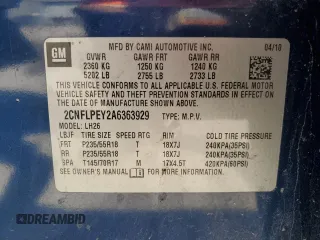 GM
MFD BY CAMI AUTOMOTIVE INC. 04/10
GVWR GAWR FRT GAWR RR
2360 KG 1250 KG 1240 KG
5202 LB 2755 LB 2733 LB
THIS VEHICLE CONFORMS TO ALL APPLICABLE U.S. FEDERAL
MOTOR VEHICLE SAFETY, BUMPER, AND THEFT PREVENTION
STANDARDS IN EFFECT ON THE DATE OF MANUFACTURE
SHOWN ABOVE.
2CNFLPEY2A6363929 TYPE: M.P.V.
MODEL: LH26
TIRE SIZE SPEED RTG RIM COLD TIRE PRESSURE
FRT P235/55R18 T 18X7J 240KPA(35PSI)
RR P235/55R18 T 18X7J 240KPA(35PSI)
SPA T145/70R17 M 17X4.5T 420KPA(60PSI)
SEE OWNER'S MANUAL FOR MORE INFORMATION.